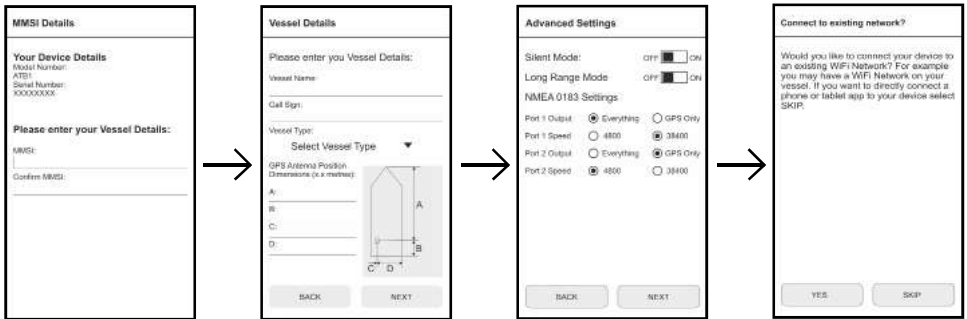 MMSI Details
Your Device Details
Model Number:
ATB1
Serial Number:
XXXXXXXX
Please enter your Vessel Details:
MMSI:
Confirm MMSI:
Vessel Details
Please enter you Vessel Details:
Vessel Name:
Call Sign:
Vessel Type:
Select Vessel Type
GPS Antenna Position
Dimensions (x.x metres):
A:
B:
C:
D:
A
B
C D
BACK NEXT
Advanced Settings
Silent Mode: OFF ON
Long Range Mode OFF ON
NMEA 0183 Settings
Port 1 Output Everything GPS Only
Port 1 Speed 4800 38400
Port 2 Output Everything GPS Only
Port 2 Speed 4800 38400
BACK NEXT
Connect to existing network?
Would you like to connect your device to
an existing WiFi Network? For example
you may have a WiFi Network on your
vessel. If you want to directly connect a
phone or tablet app to your device select
SKIP.
YES SKIP